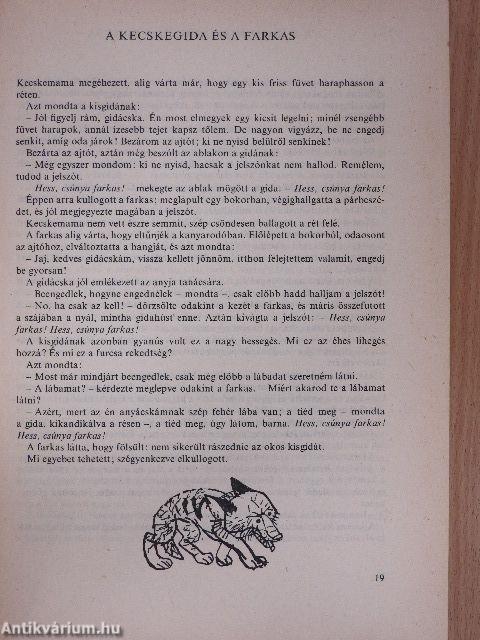 A KECSKEGIDA ÉS A FARKAS
Kecskemama megéhezett, alig várta már, hogy egy kis friss füvet haraphasson a
réten.
Azt mondta a kisgidának:
– Jól figyelj rám, gidácska. Én most elmegyek egy kicsit legelni; minél zsengébb
füvet harapok, annál ízesebb tejet kapsz tőlem. De nagyon vigyázz, be ne engedj
senkit, amíg oda járok! Bezárom az ajtót; ki ne nyisd belülről senkinek!
Bezárta az ajtót, aztán még beszólt az ablakon a gidának:
– Még egyszer mondom: ki ne nyisd, hacsak a jelszónkat nem hallod. Remélem,
tudod a jelszót.
Hess, csúnya farkas! – mekegte az ablak mögött a gida. – Hess, csúnya farkas!
Éppen arra kullogott a farkas; meglapult egy bokorban, végighallgatta a párbeszé-
det, és jól megjegyezte magában a jelszót.
Kecskemama nem vett észre semmit, szép csöndesen ballagott a rét felé.
A farkas alig várta, hogy eltűnjék a kanyarodóban. Előlépett a bokorból, odaosont
az ajtóhoz, elváltoztatta a hangját, és azt mondta:
– Jaj, kedves gidácskám, vissza kellett jönnöm, itthon felejtettem valamit, engedj
be gyorsan!
A gidácska jól emlékezett az anyja tanácsára.
– Beengedlek, hogyne engednélek – mondta –, csak előbb hadd halljam a jelszót!
– No, ha csak az kell! – dörzsölte odakint a kezét a farkas, és máris összefutott
a szájában a nyál, mintha gidahúst enne. Aztán kivágta a jelszót: – Hess, csúnya
farkas! Hess, csúnya farkas!
A kisgidának azonban gyanús volt ez a nagy hessegés. Mi ez az éhes lihegés
hozzá? És mi ez a furcsa rekedtség?
Azt mondta:
– Most már mindjárt beengedlek, csak még előbb a lábadat szeretném látni.
– A lábamat? – kérdezte meglepve odakint a farkas. – Miért akarod te a lábamat
látni?
– Azért, mert az én anyácskámnak szép fehér lába van; a tiéd meg – mondta
a gida, kikandikálva a résen –, a tiéd meg, úgy látom, barna. Hess, csúnya farkas!
Hess, csúnya farkas!
A farkas látta, hogy fölsült: nem sikerült rászednie az okos kisgidát.
Mi egyebet tehetett; szégyenkezve elkullogott.
19
Antikvárium.hu